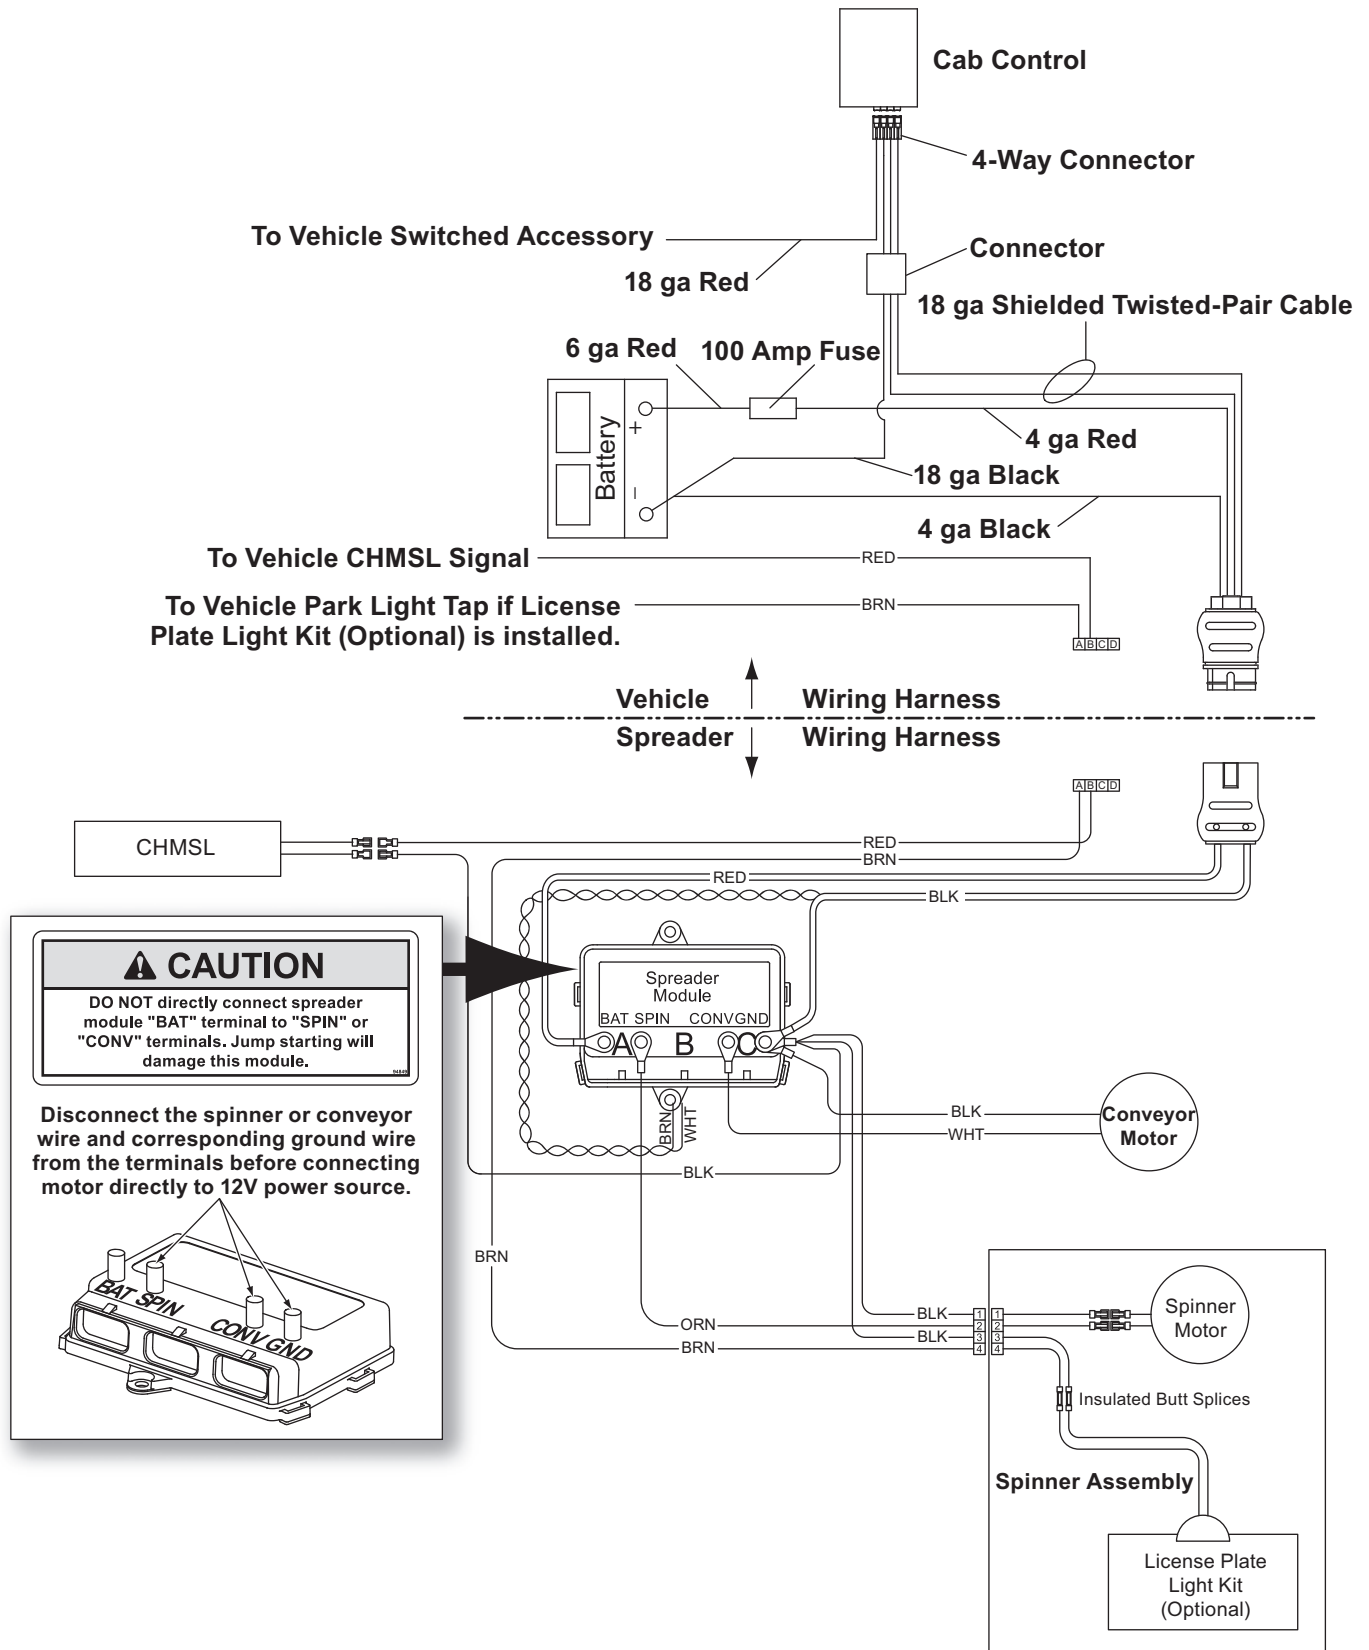 Cab Control
4-Way Connector
To Vehicle Switched Accessory
Connector
18 ga Red
18 ga Shielded Twisted-Pair Cable
6 ga Red
100 Amp Fuse
Battery
+
–
4 ga Red
18 ga Black
4 ga Black
To Vehicle CHMSL Signal
RED
To Vehicle Park Light Tap if License
Plate Light Kit (Optional) is installed.
BRN
A B C D
Vehicle
Wiring Harness
Spreader
Wiring Harness
A B C D
CHMSL
RED
BRN
RED
BLK
CAUTION
DO NOT directly connect spreader
module "BAT" terminal to "SPIN" or
"CONV" terminals. Jump starting will
damage this module.
Disconnect the spinner or conveyor
wire and corresponding ground wire
from the terminals before connecting
motor directly to 12V power source.
BAT SPIN
CONV GND
Spreader
Module
BAT SPIN CONV GND
A B C
BRN
WHT
BLK
BLK
WHT
Conveyor
Motor
BRN
BLK
ORN
BLK
BRN
1 1
2 2
3 3
4 4
Spinner
Motor
Insulated Butt Splices
Spinner Assembly
License Plate
Light Kit
(Optional)